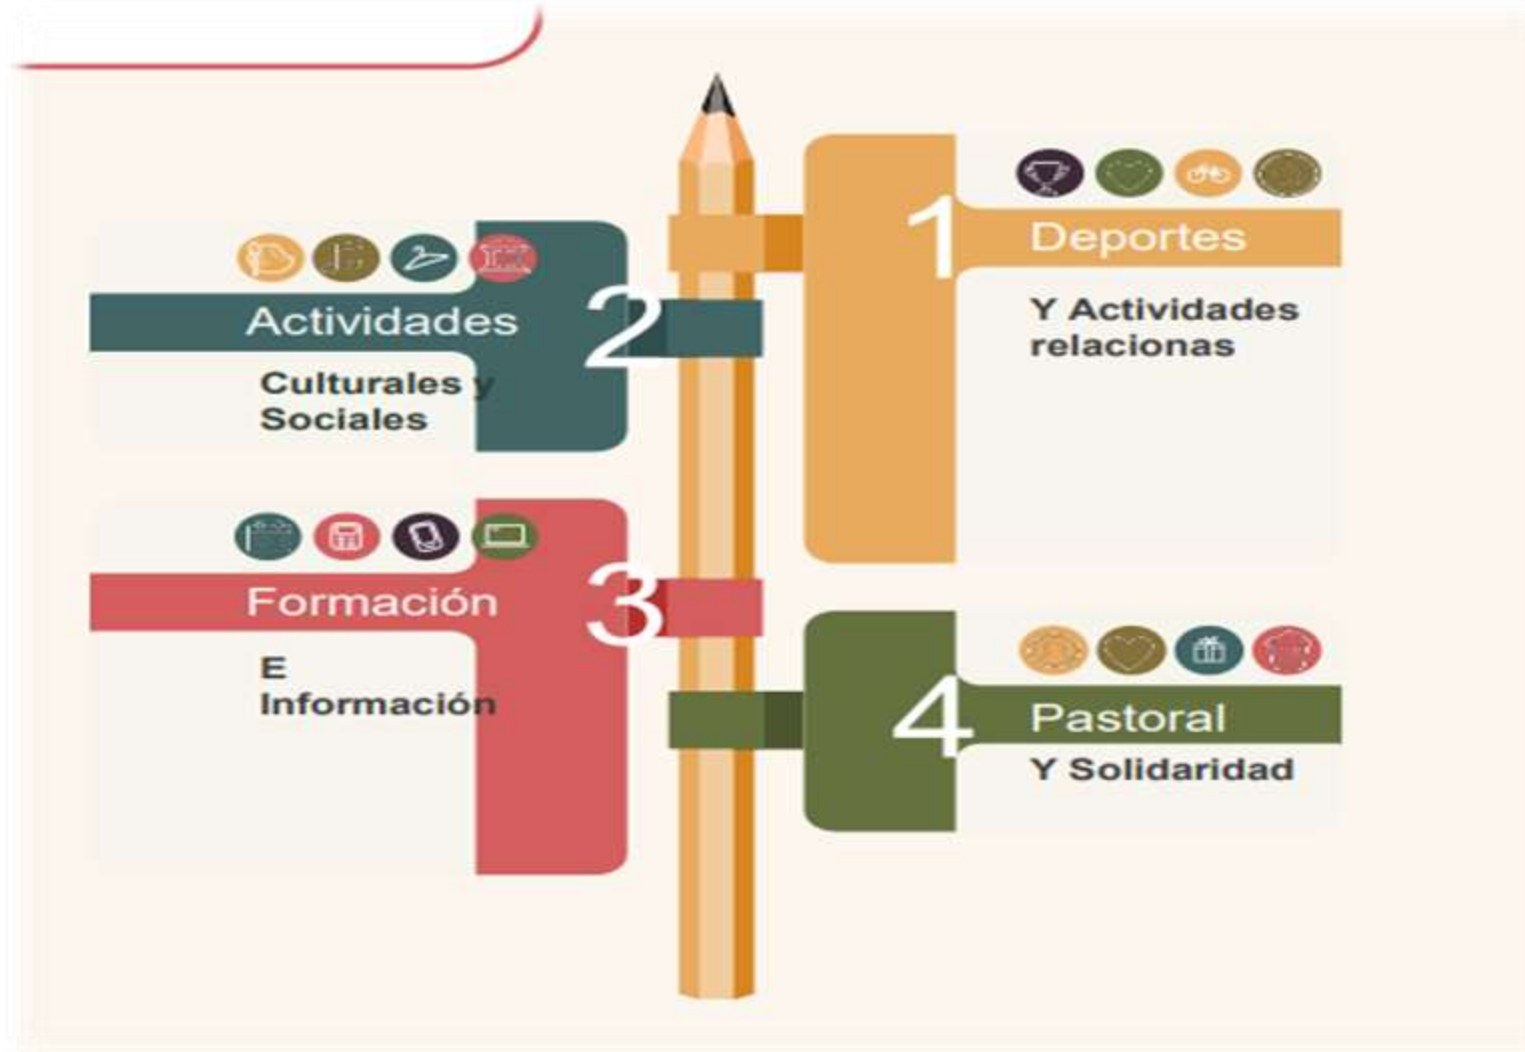 1
Deportes
Y Actividades
relacionas
2
Actividades
Culturales y
Sociales
3
Formación
E
Información
4
Pastoral
Y Solidaridad